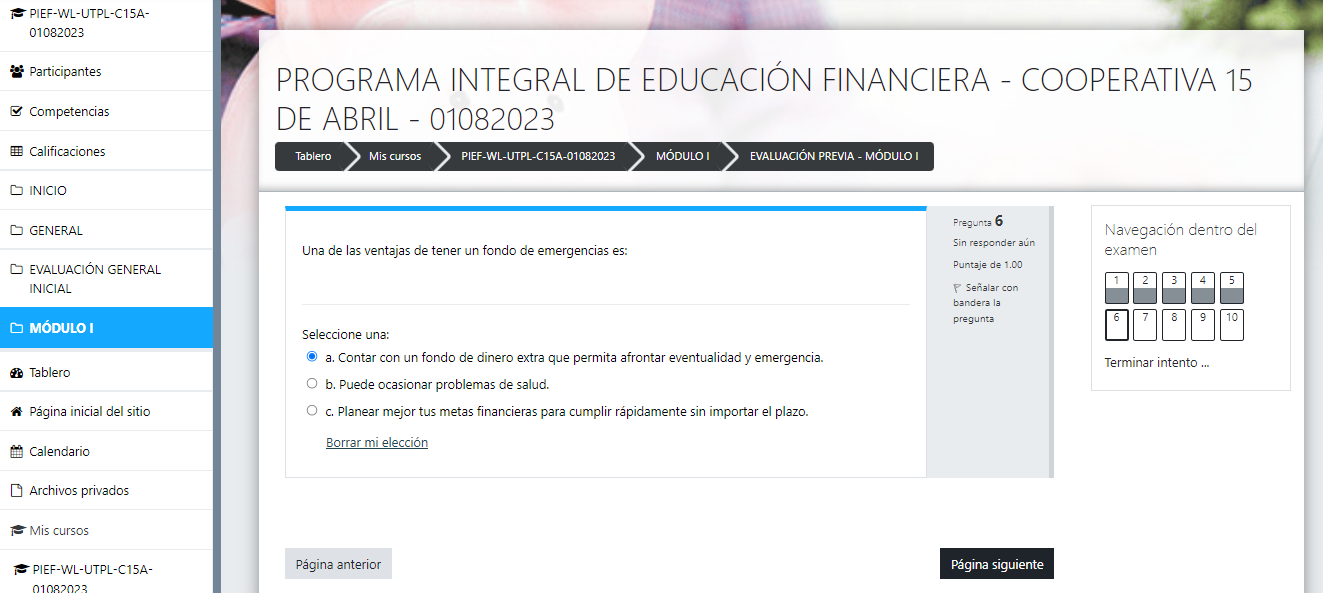 PIEF-WL-UTPL-C15A-
01082023
Participantes
Competencias
Calificaciones
INICIO
GENERAL
EVALUACIÓN GENERAL
INICIAL
MÓDULO I
Tablero
Página inicial del sitio
Calendario
Archivos privados
Mis cursos
PIEF-WL-UTPL-C15A-
01082023
PROGRAMA INTEGRAL DE EDUCACIÓN FINANCIERA - COOPERATIVA 15
DE ABRIL - 01082023
Tablero Mis cursos PIEF-WL-UTPL-C15A-01082023 MÓDULO I EVALUACIÓN PREVIA - MÓDULO I
Una de las ventajas de tener un fondo de emergencias es:
Seleccione una:
a. Contar con un fondo de dinero extra que permita afrontar eventualidad y emergencia.
b. Puede ocasionar problemas de salud.
c. Planear mejor tus metas financieras para cumplir rápidamente sin importar el plazo.
Borrar mi elección
Pregunta 6
Sin responder aún
Puntaje de 1.00
Señalar con
bandera la
pregunta
Navegación dentro del
examen
1 2 3 4 5
6 7 8 9 10
Terminar intento ...
Página anterior
Página siguiente